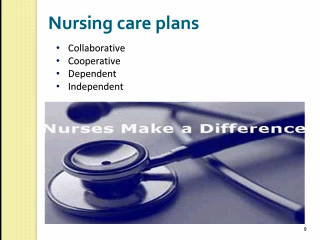 Nursing care plans
• Collaborative
• Cooperative
• Dependent
• Independent
Nurses Make a Difference
9